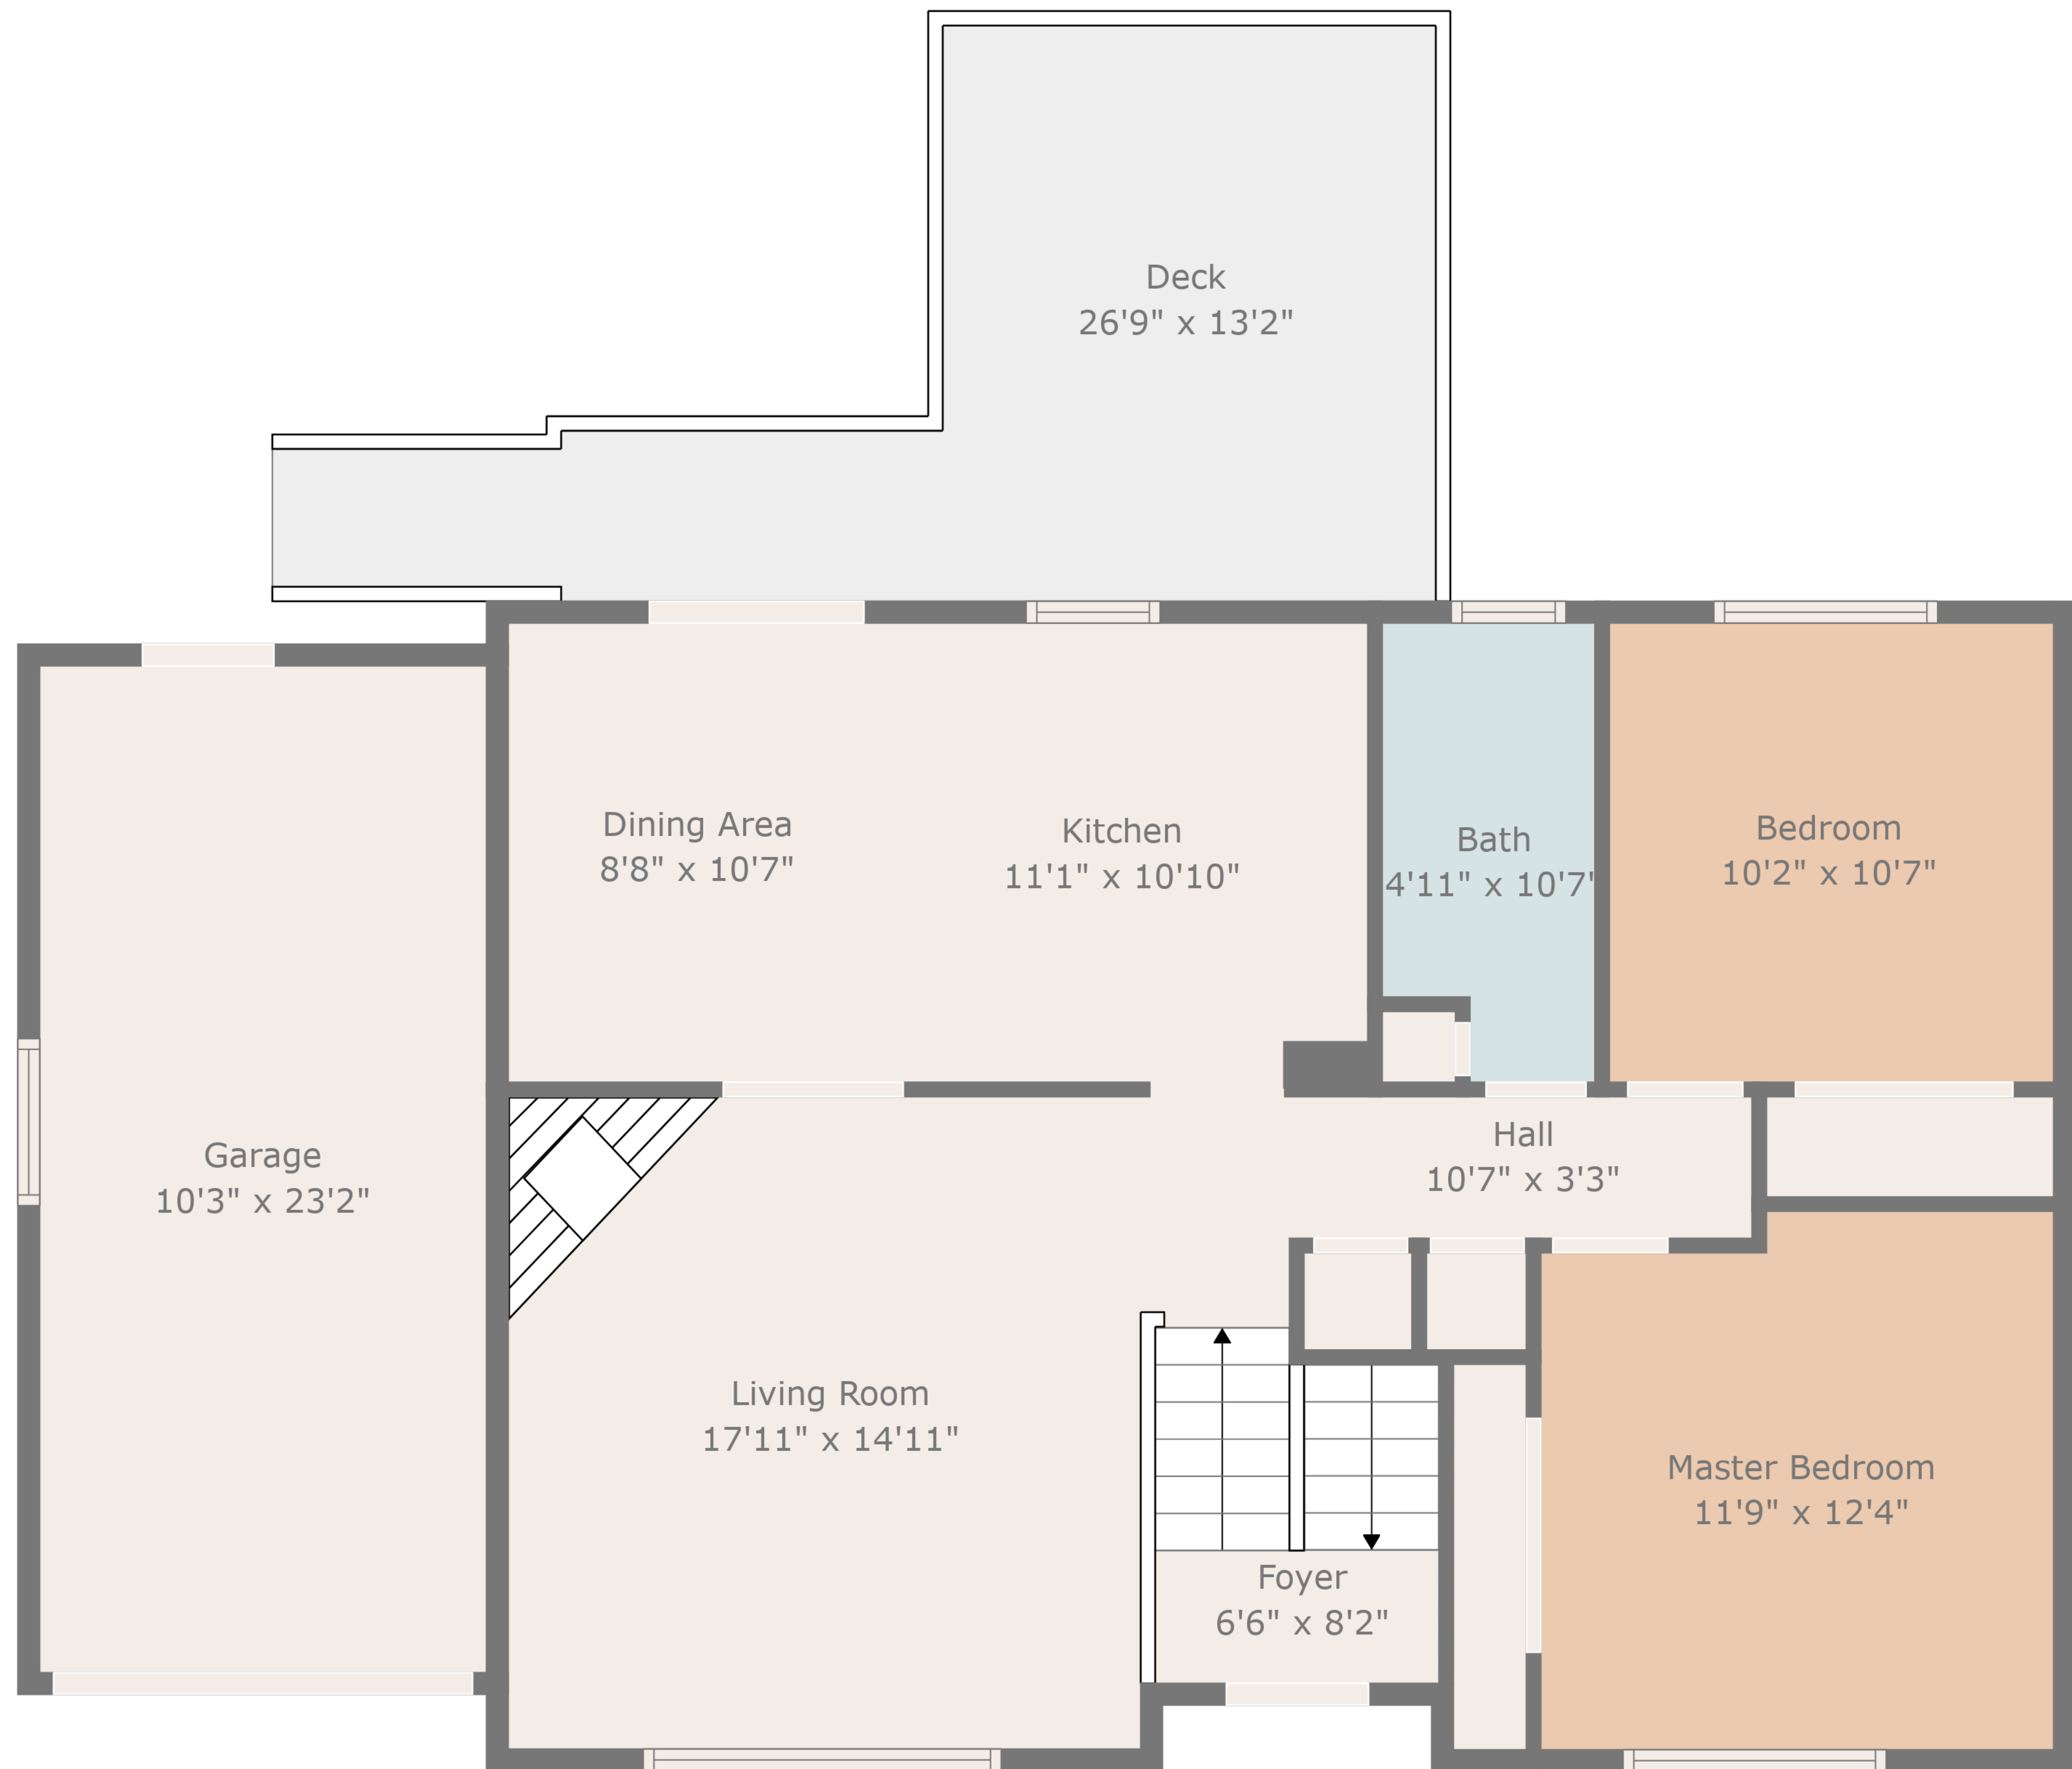 Deck
26'9" x 13'2"
Dining Area
8'8" x 10'7"
Kitchen
11'1" x 10'10"
Bath
4'11" x 10'7'
Bedroom
10'2" x 10'7"
Garage
10'3" x 23'2"
Hall
10'7" x 3'3"
Living Room
17'11" x 14'11"
Master Bedroom
11'9" x 12'4"
Foyer
6'6" x 8'2"